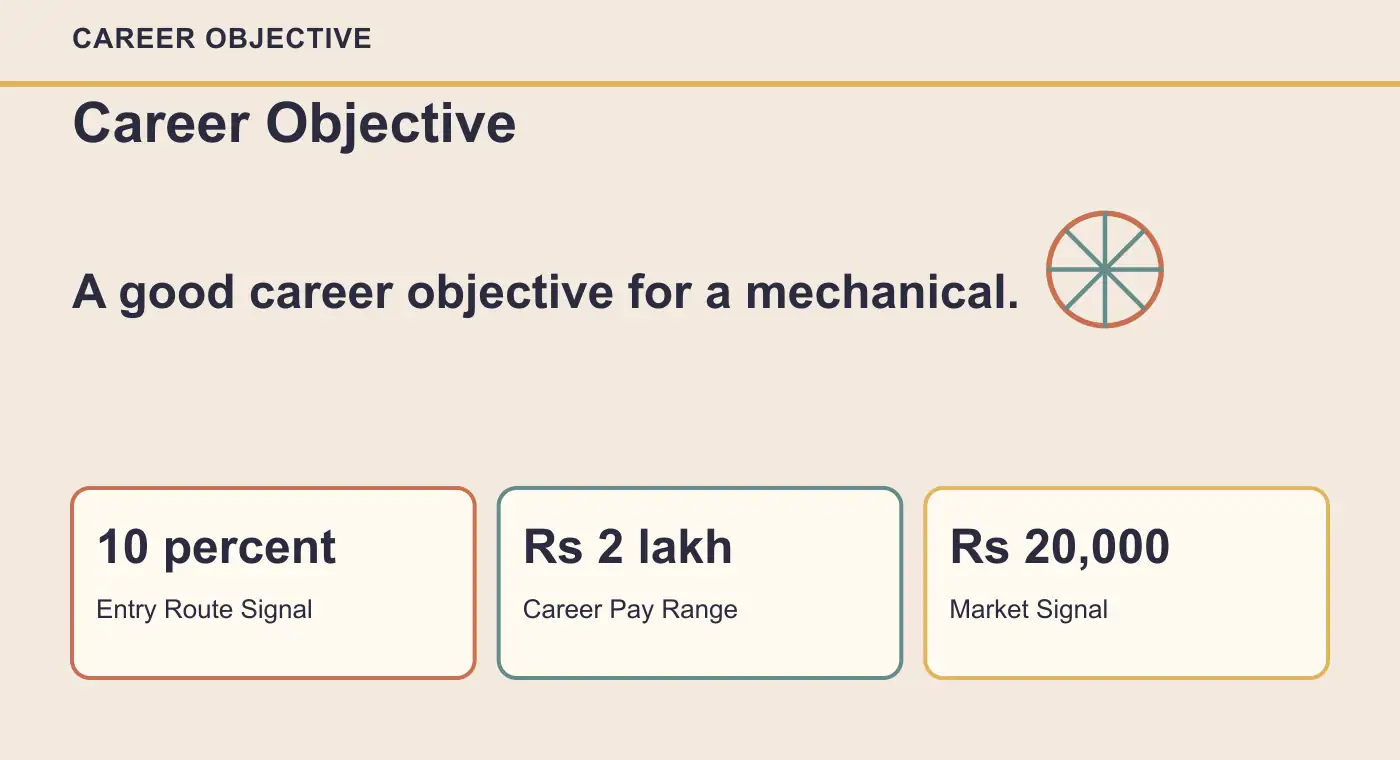 CAREER OBJECTIVE
Career Objective
A good career objective for a mechanical.
10 percent
Entry Route Signal
Rs 2 lakh
Career Pay Range
Rs 20,000
Market Signal